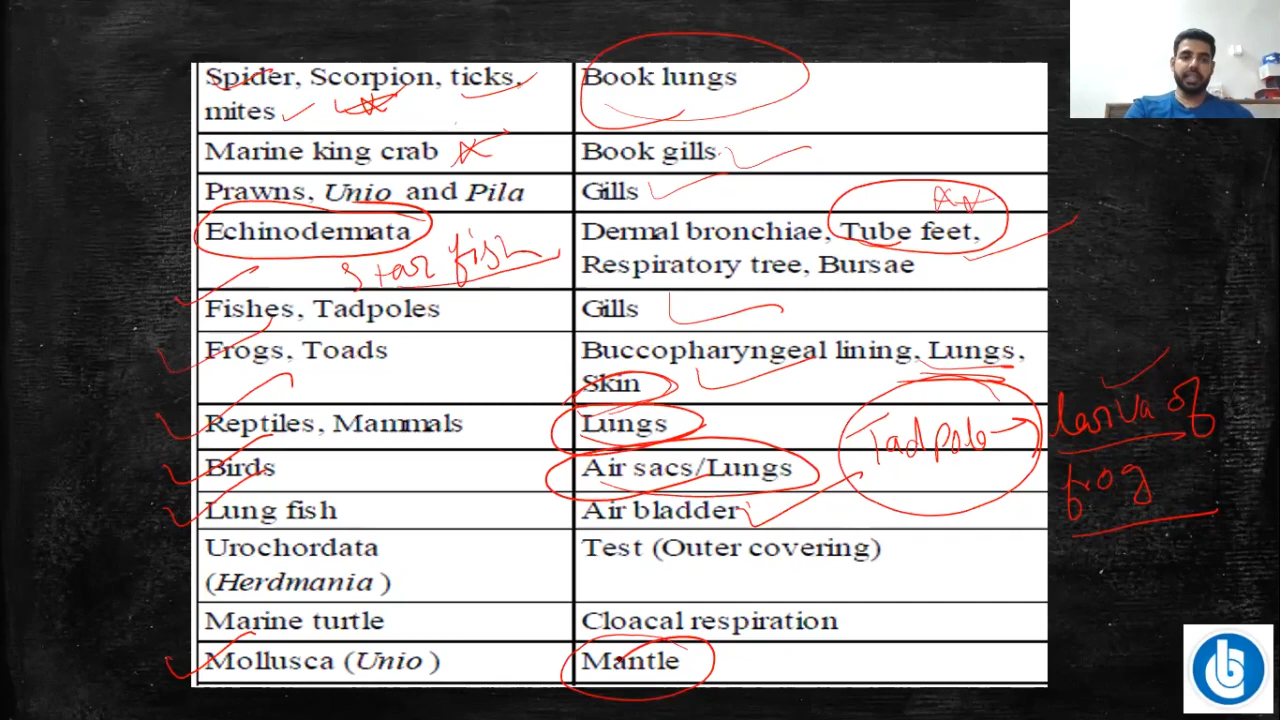 Spider, Scorpion, ticks, Book lungs
mites
Marine king crab Book gills
Prawns, Unio and Pila Gills
Echinodermata Dermal bronchiae, Tube feet,
star fish Respiratory tree, Bursae
Fishes, Tadpoles Gills
Frogs, Toads Buccopharyngeal lining, Lungs,
Skin
Reptiles, Mammals Lungs
Tadpole → larva of
frog
Birds Air sacs/Lungs
Lung fish Air bladder
Urochordata Test (Outer covering)
(Herdmania )
Marine turtle Cloacal respiration
Mollusca (Unio ) Mantle